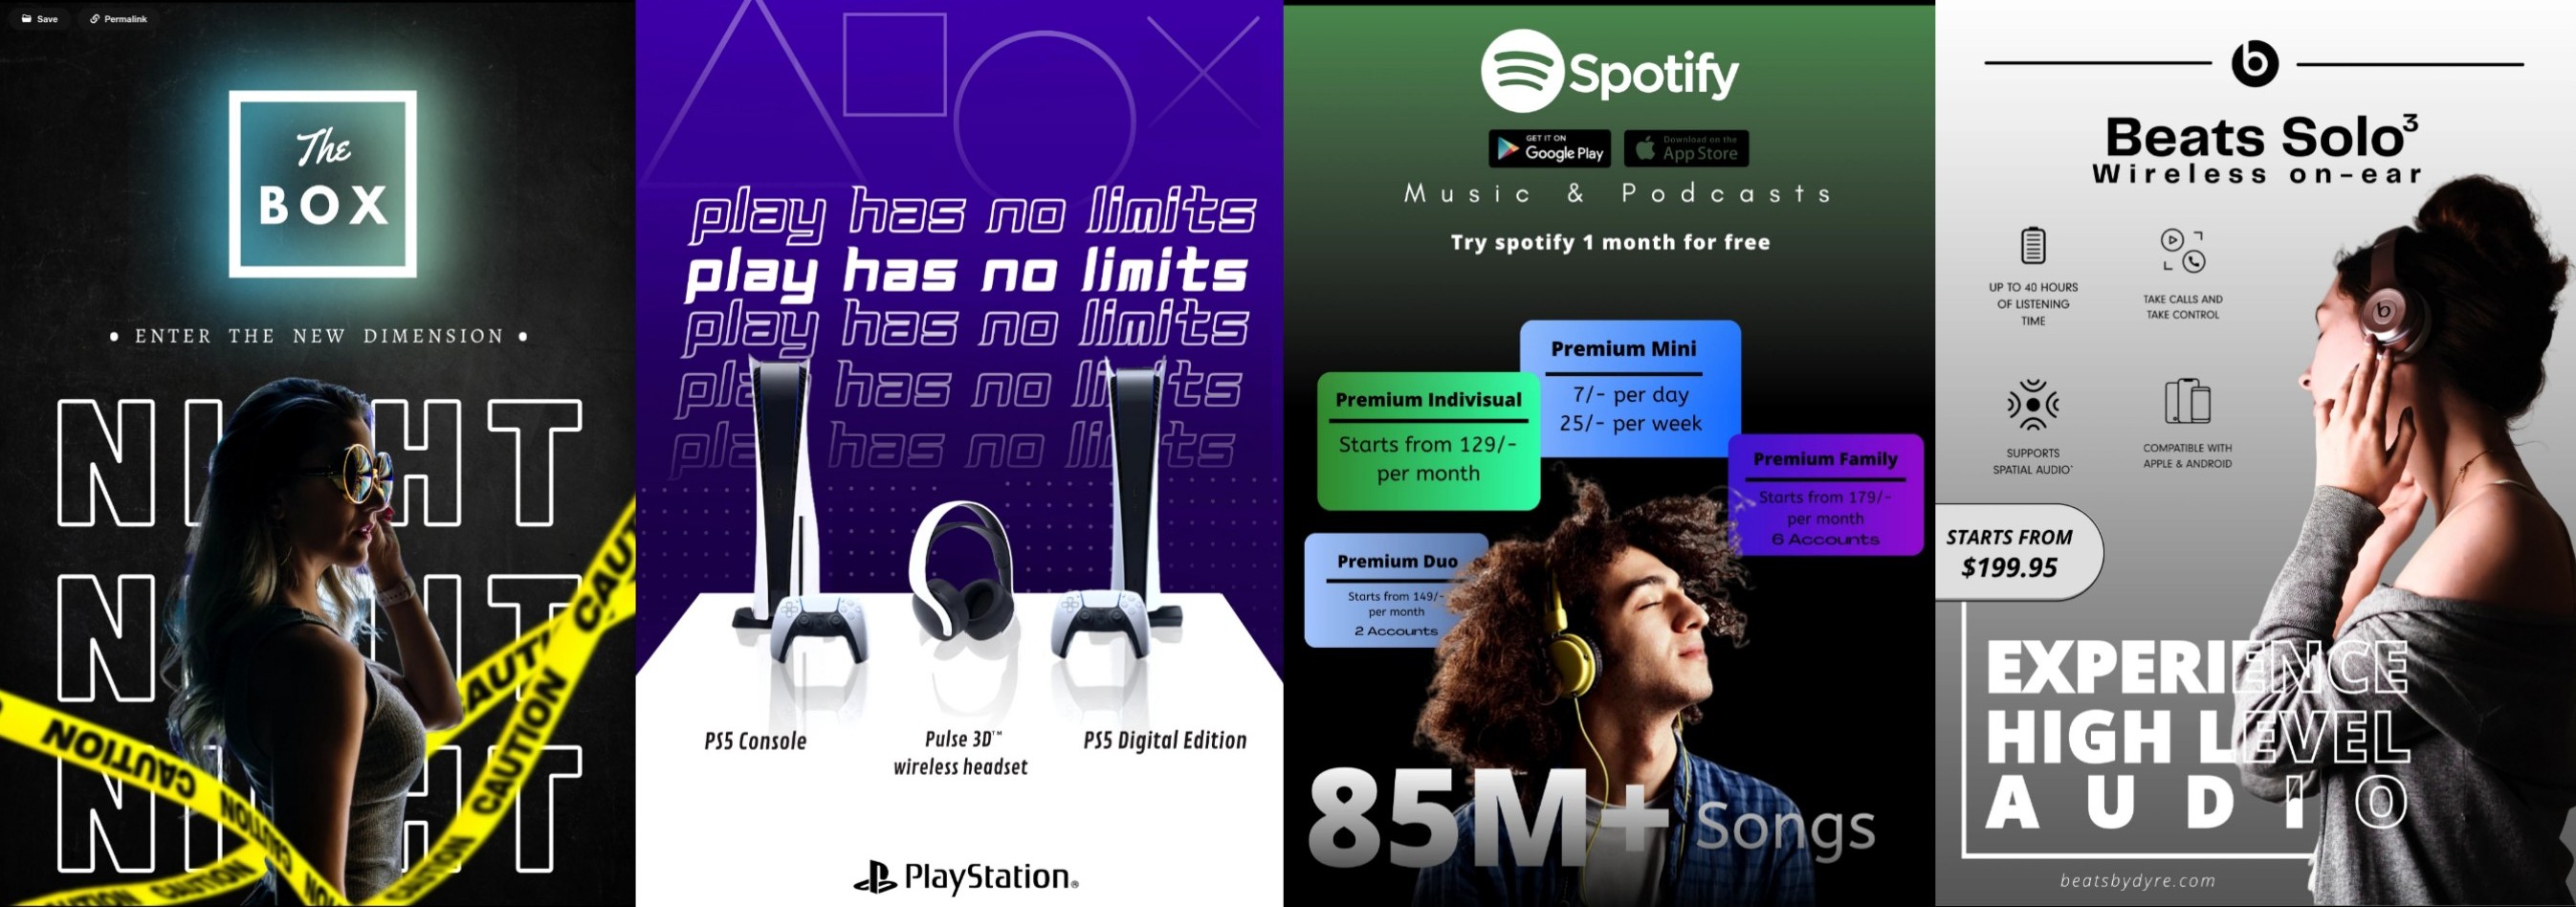 Save
Permalink
The
BOX
• ENTER THE NEW DIMENSION •
NIGHT
NIGHT
NIGHT
CAUTION
CAUTION
CAUTION
CAUTION
CAUTION
CAUTION
play has no limits
play has no limits
play has no limits
play has no limits
play has no limits
PS5 Console
Pulse 3D™
wireless headset
PS5 Digital Edition
PlayStation®
Spotify
GET IT ON
Google Play
Download on the
App Store
Music & Podcasts
Try spotify 1 month for free
Premium Mini
7/- per day
25/- per week
Premium Indivisual
Starts from 129/-
per month
Premium Family
Starts from 179/-
per month
6 Accounts
Premium Duo
Starts from 149/-
per month
2 Accounts
85M+ Songs
b
Beats Solo³
Wireless on-ear
UP TO 40 HOURS
OF LISTENING
TIME
TAKE CALLS AND
TAKE CONTROL
SUPPORTS
SPATIAL AUDIO*
COMPATIBLE WITH
APPLE & ANDROID
b
STARTS FROM
$199.95
EXPERIENCE
HIGH LEVEL
AUDIO
beatsbydyre.com